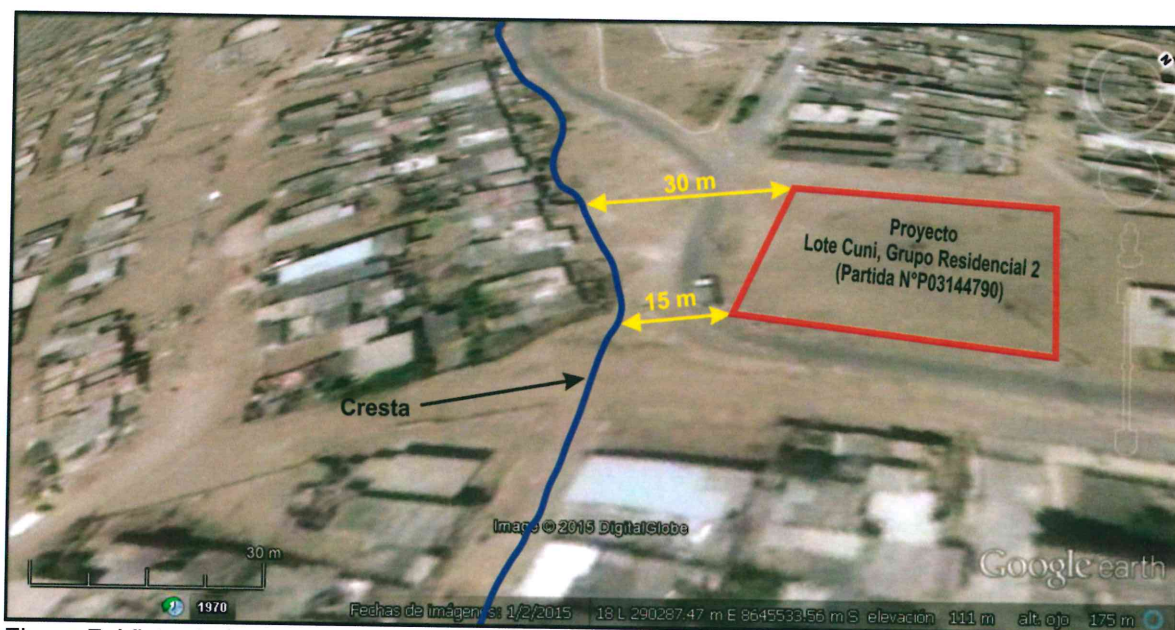 N
30 m
Proyecto
Lote Cuni, Grupo Residencial 2
(Partida N°P03144790)
15 m
Cresta
Image © 2015 DigitalGlobe
30 m
Google earth
1970
Fechas de imágenes: 1/2/2015 18 L 290287.47 m E 8645533.56 m S elevación 111 m alt. ojo 175 m